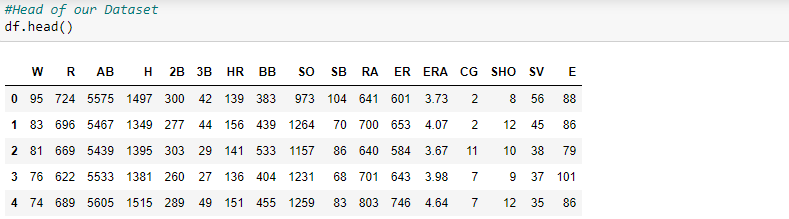 #Head of our Dataset
df.head()
W R AB H 2B 3B HR BB SO SB RA ER ERA CG SHO SV E
0 95 724 5575 1497 300 42 139 383 973 104 641 601 3.73 2 8 56 88
1 83 696 5467 1349 277 44 156 439 1264 70 700 653 4.07 2 12 45 86
2 81 669 5439 1395 303 29 141 533 1157 86 640 584 3.67 11 10 38 79
3 76 622 5533 1381 260 27 136 404 1231 68 701 643 3.98 7 9 37 101
4 74 689 5605 1515 289 49 151 455 1259 83 803 746 4.64 7 12 35 86